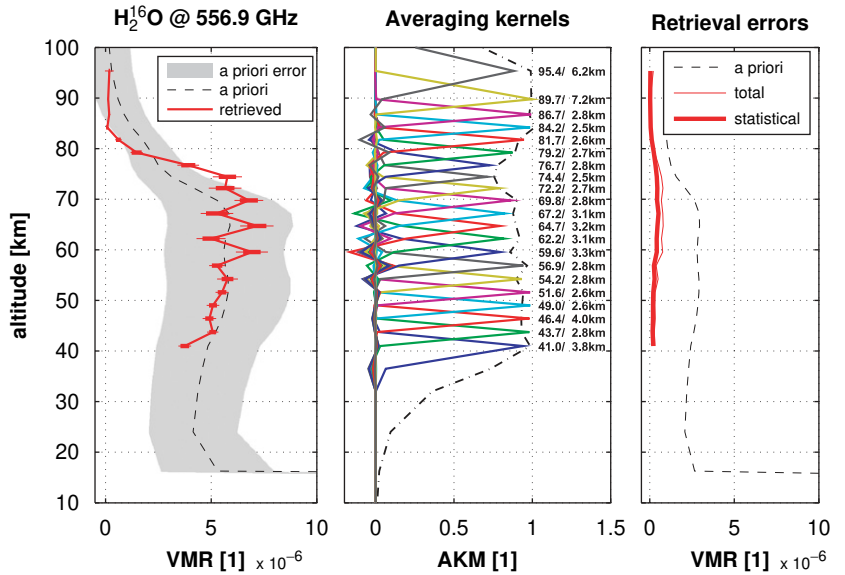 H₂¹⁶O @ 556.9 GHz
Averaging kernels
Retrieval errors
altitude [km]
100
90
80
70
60
50
40
30
20
10
a priori error
a priori
retrieved
0
5
10
VMR [1] x 10⁻⁶
95.4/ 6.2km
89.7/ 7.2km
86.7/ 2.8km
84.2/ 2.5km
81.7/ 2.6km
79.2/ 2.7km
76.7/ 2.8km
74.4/ 2.5km
72.2/ 2.7km
69.8/ 2.8km
67.2/ 3.1km
64.7/ 3.2km
62.2/ 3.1km
59.6/ 3.3km
56.9/ 2.8km
54.2/ 2.8km
51.6/ 2.6km
49.0/ 2.6km
46.4/ 4.0km
43.7/ 2.8km
41.0/ 3.8km
0
0.5
1
1.5
AKM [1]
a priori
total
statistical
0
5
10
VMR [1] x 10⁻⁶